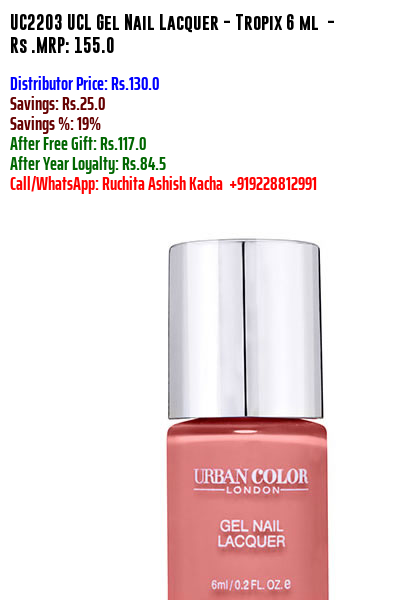 UC2203 UCL Gel Nail Lacquer - Tropix 6 ml -
Rs .MRP: 155.0
Distributor Price: Rs.130.0
Savings: Rs.25.0
Savings %: 19%
After Free Gift: Rs.117.0
After Year Loyalty: Rs.84.5
Call/WhatsApp: Ruchita Ashish Kacha +919228812991
URBAN COLOR
LONDON
GEL NAIL
LACQUER
6ml / 0.2 FL. OZ. e